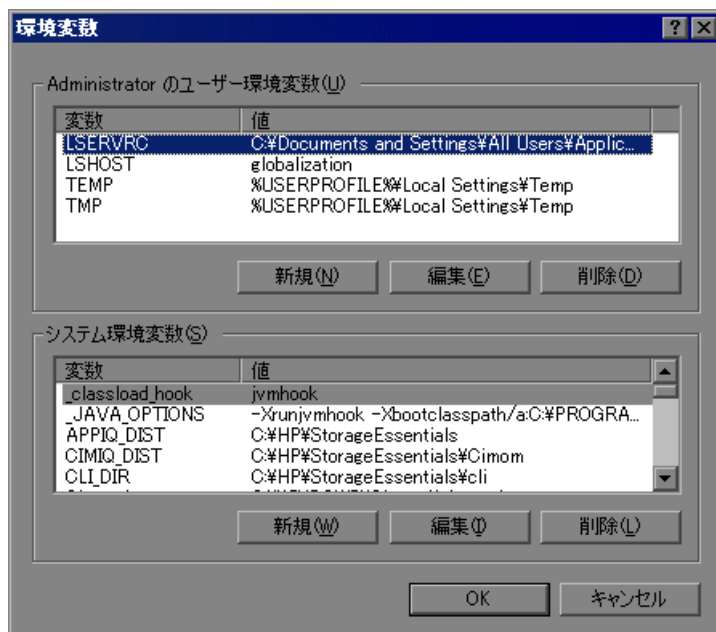 環境変数
Administrator のユーザー環境変数(U)
変数 値
LSERVRC C:¥Documents and Settings¥All Users¥Applic...
LSHOST globalization
TEMP %USERPROFILE%¥Local Settings¥Temp
TMP %USERPROFILE%¥Local Settings¥Temp
新規(N) 編集(E) 削除(D)
システム環境変数(S)
変数 値
_classload_hook jvmhook
_JAVA_OPTIONS -Xrunjvmhook -Xbootclasspath/a:C:¥PROGRA...
APPIQ_DIST C:¥HP¥StorageEssentials
CIMIQ_DIST C:¥HP¥StorageEssentials¥Cimom
CLI_DIR C:¥HP¥StorageEssentials¥cli
新規(W) 編集(I) 削除(L)
OK キャンセル